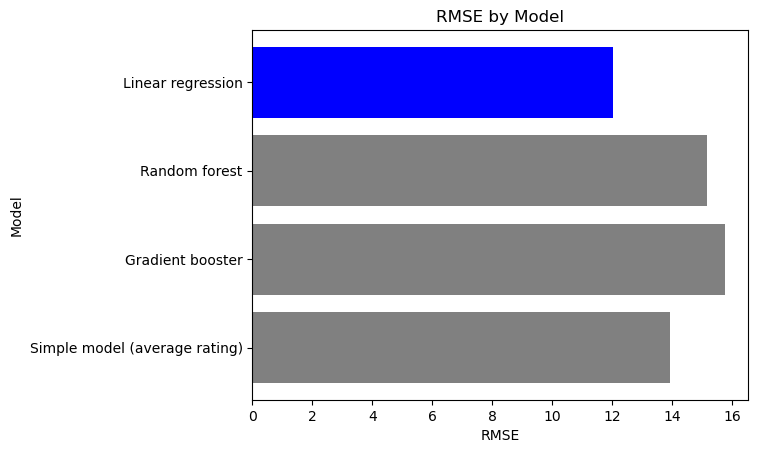 RMSE by Model
Model
Linear regression
Random forest
Gradient booster
Simple model (average rating)
0 2 4 6 8 10 12 14 16
RMSE